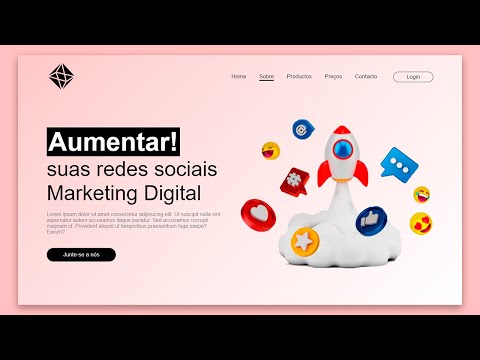 Home Sobre Productos Preços Contacto Login
Aumentar!
suas redes sociais
Marketing Digital
Lorem ipsum dolor sit amet consectetur adipisicing elit. Ut suscipit nulla sint
aspernatur autem accusamus itaque pariatur. Sed accusamus corrupti
magnam id. Provident aliquid ut temporibus praesentium fuga saepe?
Earum?
Junte-se a nós